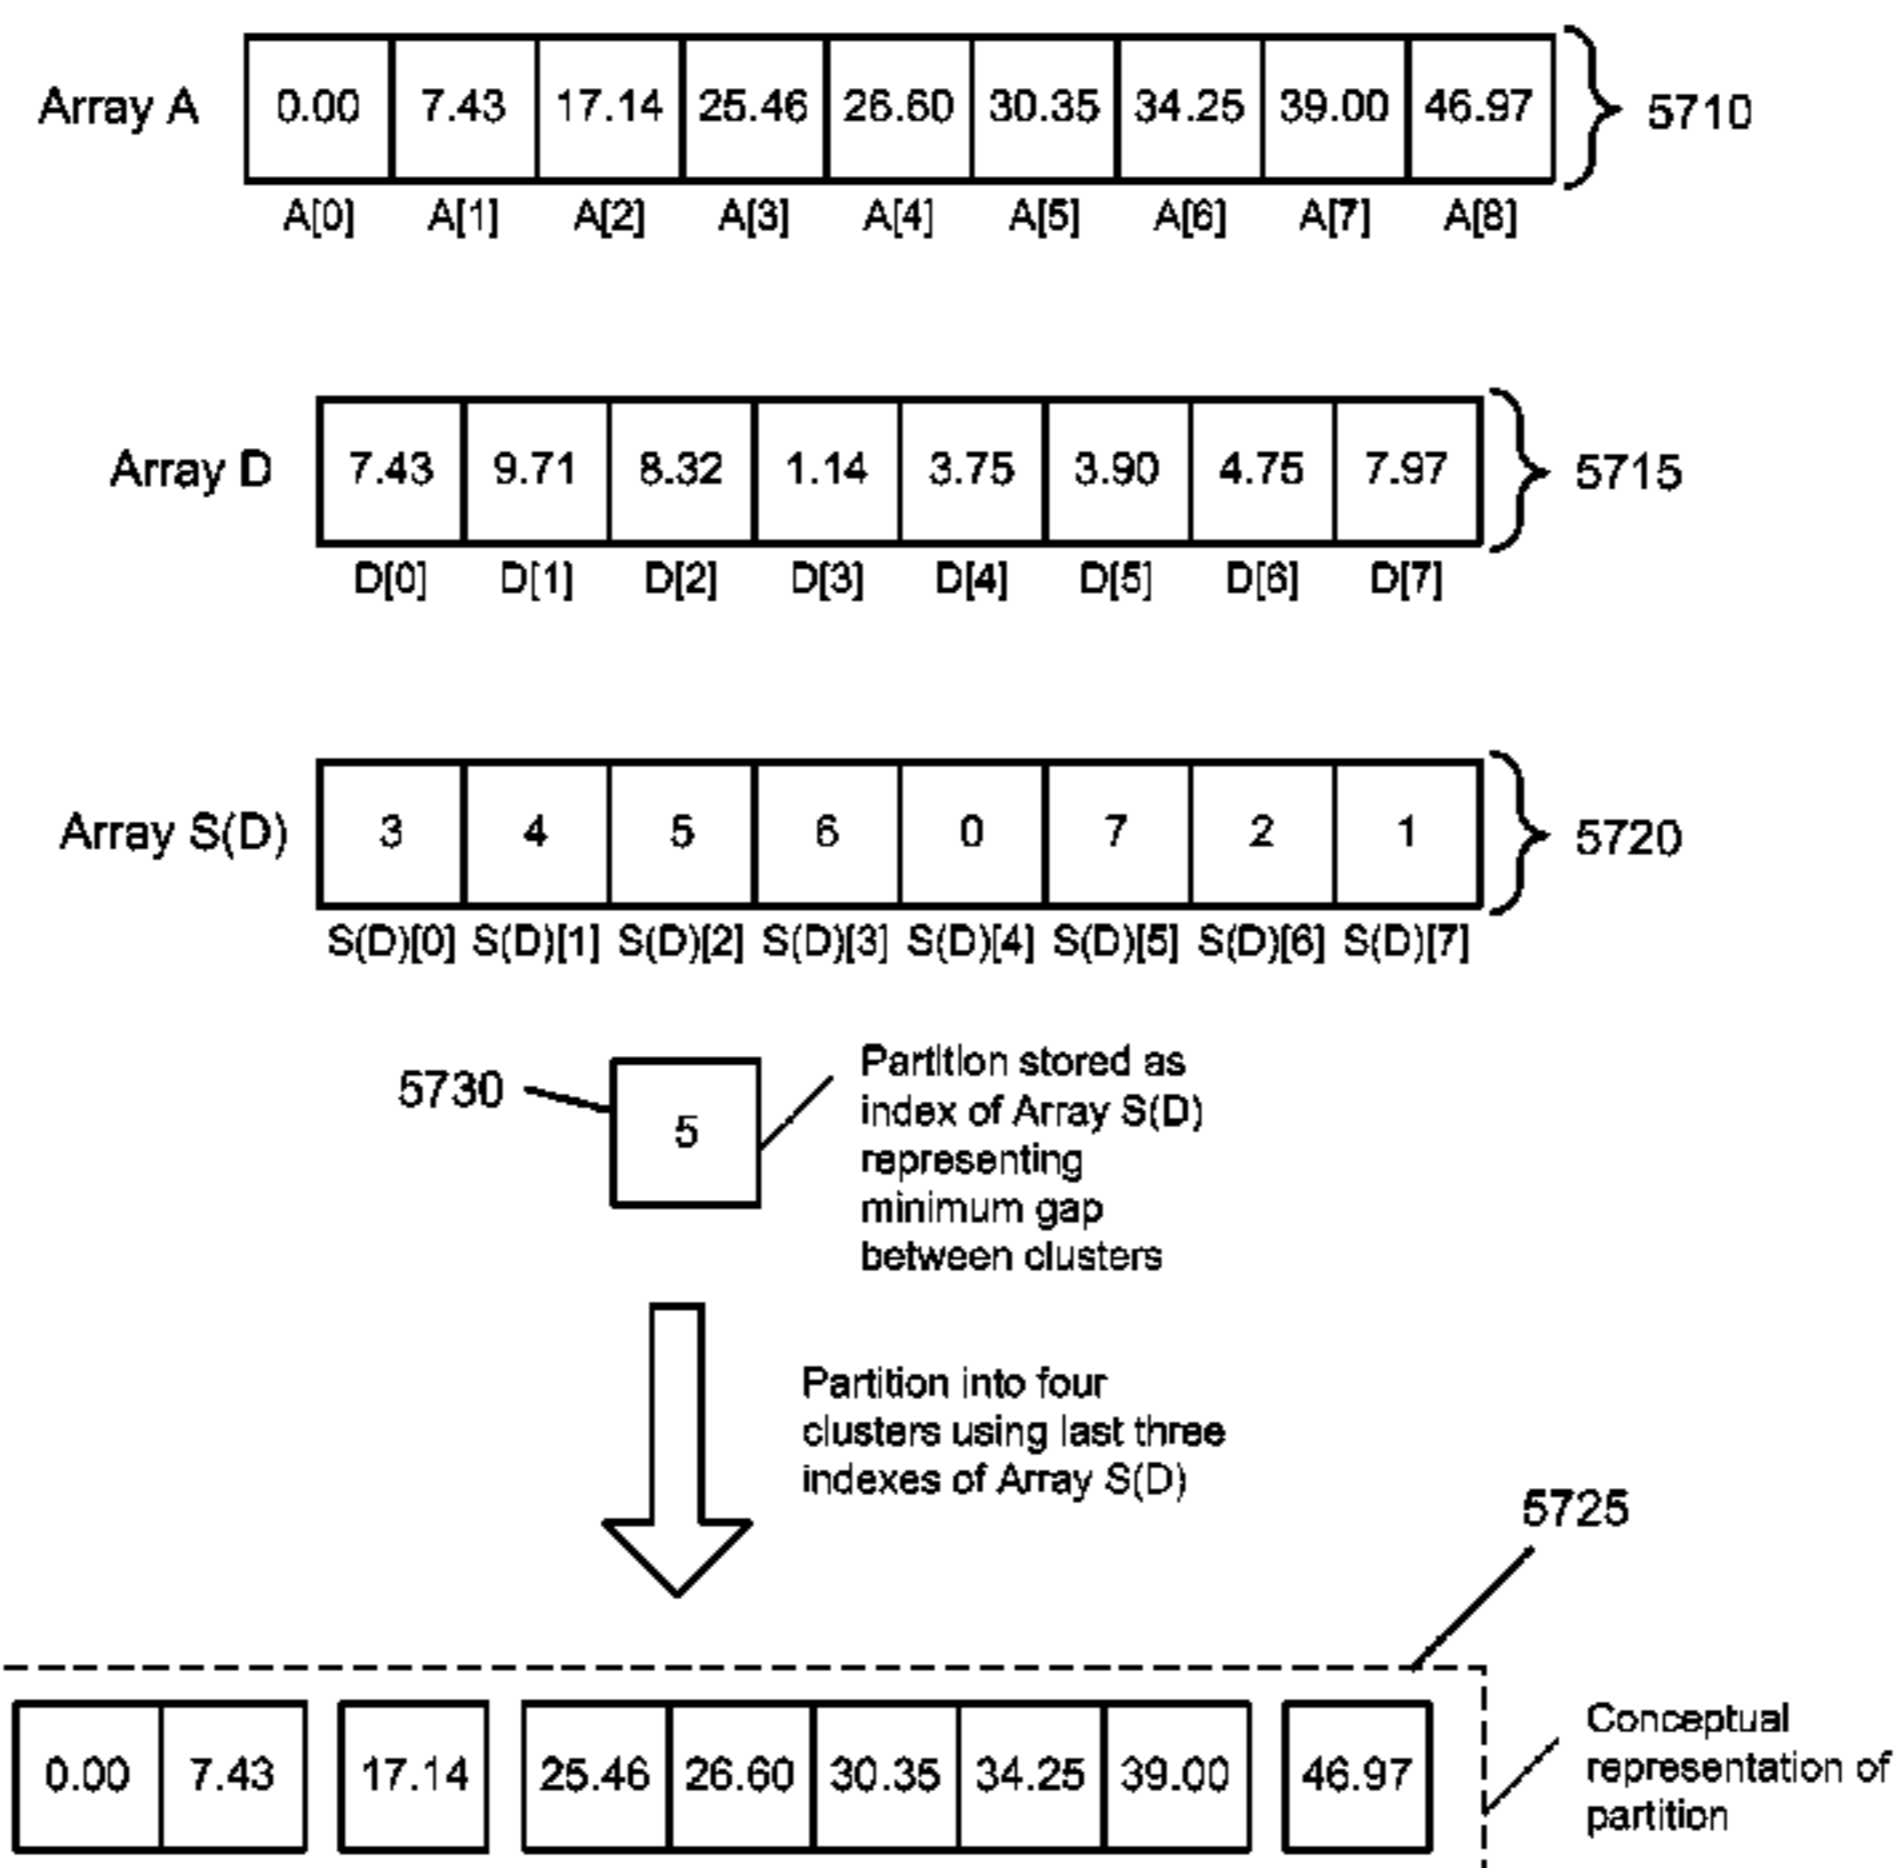 Array A 0.00 7.43 17.14 25.46 26.60 30.35 34.25 39.00 46.97 5710
A[0] A[1] A[2] A[3] A[4] A[5] A[6] A[7] A[8]
Array D 7.43 9.71 8.32 1.14 3.75 3.90 4.75 7.97 5715
D[0] D[1] D[2] D[3] D[4] D[5] D[6] D[7]
Array S(D) 3 4 5 6 0 7 2 1 5720
S(D)[0] S(D)[1] S(D)[2] S(D)[3] S(D)[4] S(D)[5] S(D)[6] S(D)[7]
5730
5
Partition stored as
index of Array S(D)
representing
minimum gap
between clusters
Partition into four
clusters using last three
indexes of Array S(D)
5725
0.00 7.43 17.14 25.46 26.60 30.35 34.25 39.00 46.97
Conceptual
representation of
partition